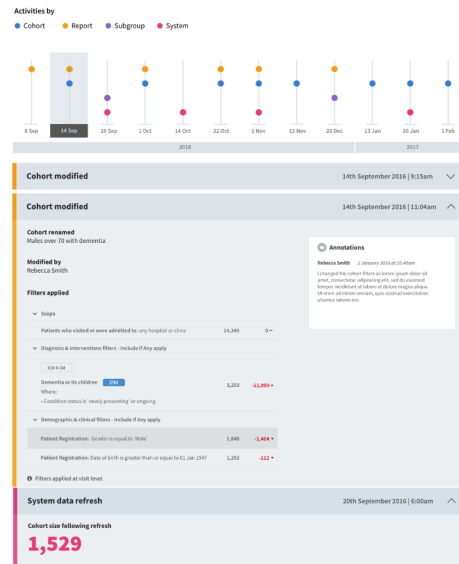 Activities by
Cohort Report Subgroup System
8 Sep 14 Sep 20 Sep 1 Oct 14 Oct 22 Oct 1 Nov 12 Nov 20 Dec 13 Jan 20 Jan 1 Feb
2016 2017
Cohort modified 14th September 2016 | 9:15am
Cohort modified 14th September 2016 | 11:04am
Cohort renamed
Males over 70 with dementia
Modified by
Rebecca Smith
Annotations
Rebecca Smith 2 January 2016 at 10.40am
I changed the cohort filters as lorem ipsum dolor sit
amet, consectetur adipiscing elit, sed do eiusmod
tempor incididunt ut labore et dolore magna aliqua.
Ut enim ad minim veniam, quis nostrud exercitation
ullamco laboris nisi
Filters applied
Scope
Patients who visited or were admitted to: any hospital or clinic 14,340 0
Diagnosis & interventions filters - Include if Any apply
Dementia or its children 290 3,250 -11,090
Where:
- Condition status is 'newly presenting' or ongoing
Demographic & clinical filters - Include if Any apply
Patient Registration: Gender is equal to 'Male' 1,846 -1,404
Patient Registration: Date of birth is greater than or equal to 01 Jan 1947
Filters applied at visit level
System data refresh 20th September 2016 | 6:00am
Cohort size following refresh
1,529